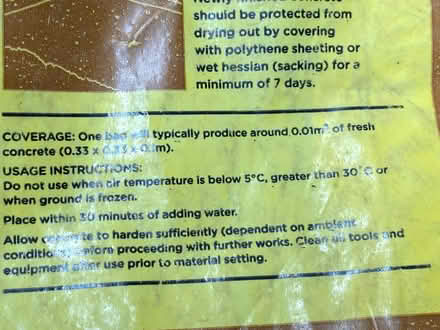 Newly finished concrete
should be protected from
drying out by covering
with polythene sheeting or
wet hessian (sacking) for a
minimum of 7 days.
COVERAGE: One bag will typically produce around 0.01m³ of fresh
concrete (0.33 x 0.33 x 0.1m).
USAGE INSTRUCTIONS:
Do not use when air temperature is below 5°C, greater than 30°C or
when ground is frozen.
Place within 30 minutes of adding water.
Allow concrete to harden sufficiently (dependent on ambient
conditions) before proceeding with further works. Clean all tools and
equipment after use prior to material setting.